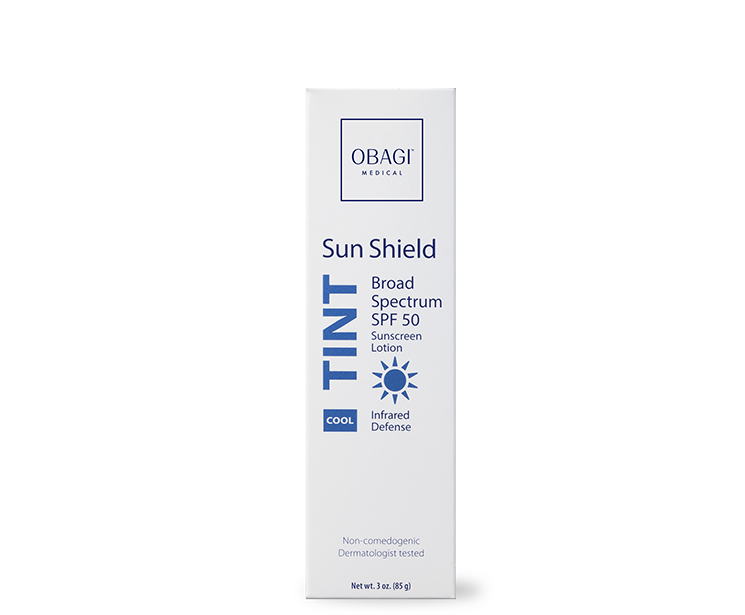 OBAGI™
MEDICAL
Sun Shield
TINT
COOL
Broad
Spectrum
SPF 50
Sunscreen
Lotion
Infrared
Defense
Non-comedogenic
Dermatologist tested
Net wt. 3 oz. (85 g)